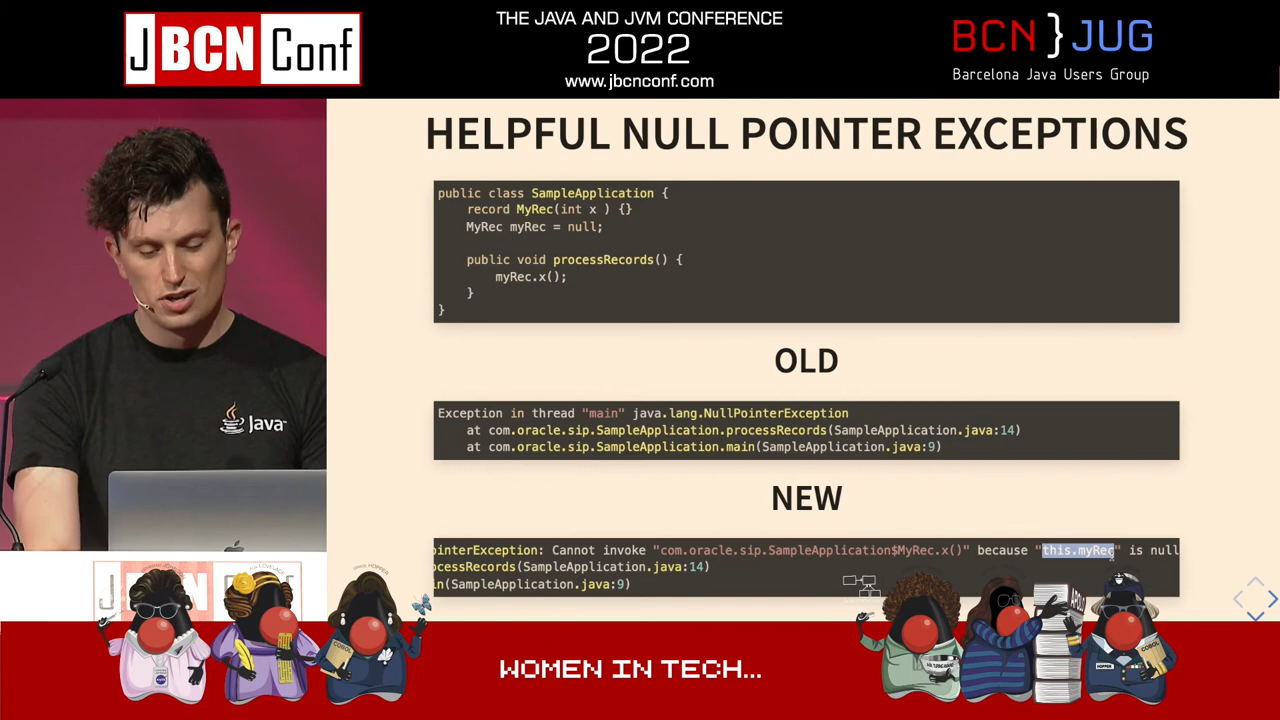 JBCNConf
THE JAVA AND JVM CONFERENCE
2022
www.jbcnconf.com
BCN}JUG
Barcelona Java Users Group
HELPFUL NULL POINTER EXCEPTIONS
public class SampleApplication {
record MyRec(int x ) {}
MyRec myRec = null;
public void processRecords() {
myRec.x();
}
}
OLD
Exception in thread "main" java.lang.NullPointerException
at com.oracle.sip.SampleApplication.processRecords(SampleApplication.java:14)
at com.oracle.sip.SampleApplication.main(SampleApplication.java:9)
NEW
ointerException: Cannot invoke "com.oracle.sip.SampleApplication$MyRec.x()" because "this.myRec" is null
ocessRecords(SampleApplication.java:14)
in(SampleApplication.java:9)
Java
WOMEN IN TECH...
COBOL
COBOL
HOPPER